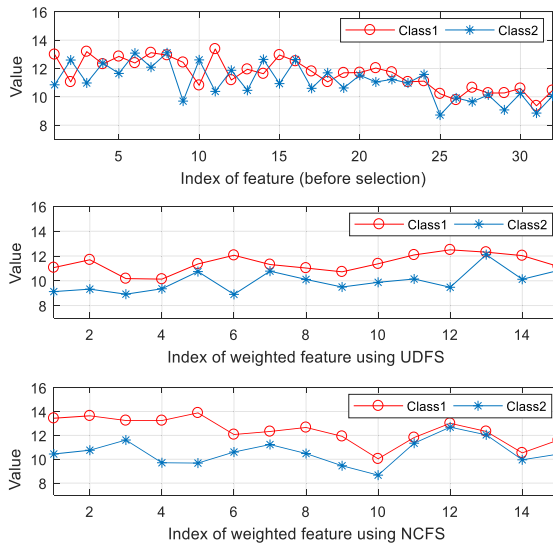 16
14
12
10
8
Value
Class1
Class2
5
10
15
20
25
30
Index of feature (before selection)
16
14
12
10
8
Value
Class1
Class2
2
4
6
8
10
12
14
Index of weighted feature using UDFS
16
14
12
10
8
Value
Class1
Class2
2
4
6
8
10
12
14
Index of weighted feature using NCFS